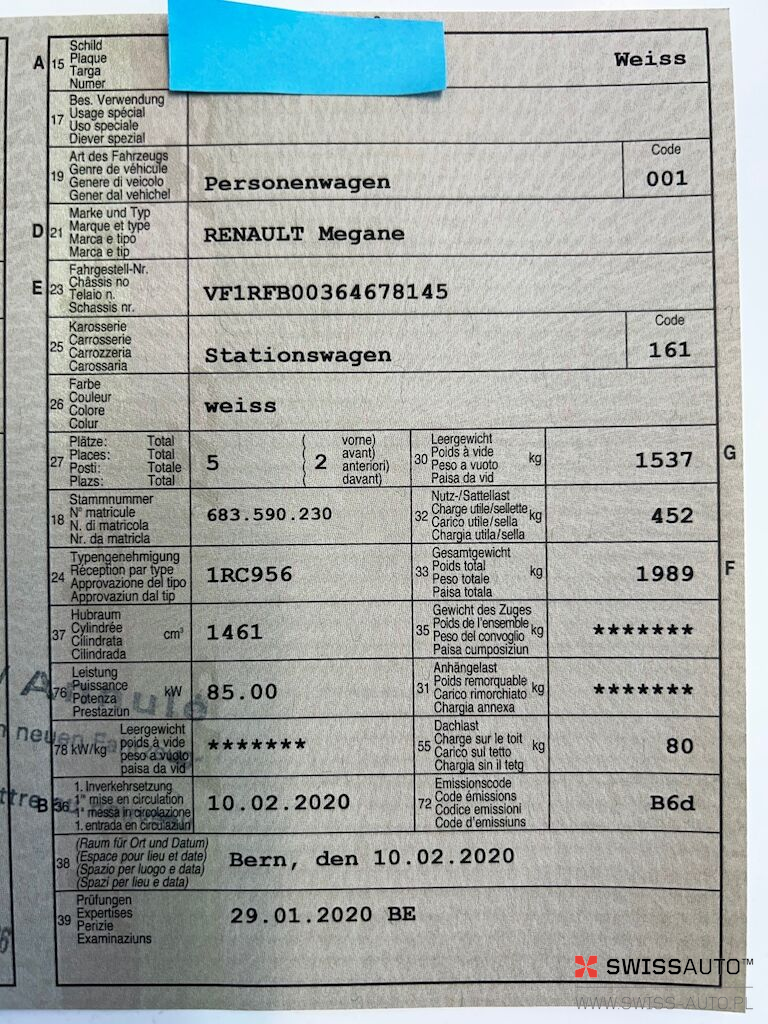 A 15 Schild
Plaque
Targa
Numer
Weiss
17 Bes. Verwendung
Usage spécial
Uso speciale
Diever spezial
19 Art des Fahrzeugs
Genre de véhicule
Genere di veicolo
Gener dal vehichel
Personenwagen
Code
001
D 21 Marke und Typ
Marque et type
Marca e tipo
Marca e tip
RENAULT Megane
E 23 Fahrgestell-Nr.
Châssis no
Telaio n.
Schassis nr.
VF1RFB00364678145
25 Karosserie
Carrosserie
Carrozzeria
Carossaria
Stationswagen
Code
161
26 Farbe
Couleur
Colore
Colur
weiss
27 Plätze: Total
Places: Total
Posti: Totale
Plazs: Total
5
( 2 vorne)
avant)
anteriori)
davant)
30 Leergewicht
Poids à vide
Peso a vuoto
Paisa da vid
kg
1537
G
18 Stammnummer
N° matricule
N. di matricola
Nr. da matricla
683.590.230
32 Nutz-/Sattellast
Charge utile/sellette
Carico utile/sella
Chargia utila/sella
kg
452
24 Typengenehmigung
Réception par type
Approvazione del tipo
Approvaziun dal tip
1RC956
33 Gesamtgewicht
Poids total
Peso totale
Paisa totala
kg
1989
F
37 Hubraum
Cylindrée
Cilindrata
Cilindrada
cm³
1461
35 Gewicht des Zuges
Poids de l'ensemble
Peso del convoglio
Paisa cumposiziun
kg
*******
76 Leistung
Puissance
Potenza
Prestaziun
kW
85.00
31 Anhängelast
Poids remorquable
Carico rimorchiato
Chargia annexa
kg
*******
78 kW/kg Leergewicht
poids à vide
peso a vuoto
paisa da vid
*******
55 Dachlast
Charge sur le toit
Carico sul tetto
Chargia sin il tetg
kg
80
B 36 1. Inverkehrsetzung
1re mise en circulation
1a messa in circolazione
1. entrada en circulaziun
10.02.2020
72 Emissionscode
Code émissions
Codice emissioni
Code d'emissiuns
B6d
38 (Raum für Ort und Datum)
(Espace pour lieu et date)
(Spazio per luogo e data)
(Spazi per lieu e data)
Bern, den 10.02.2020
39 Prüfungen
Expertises
Perizie
Examinaziuns
29.01.2020 BE
Annulé
neuen
SWISSAUTO™
WWW.SWISS-AUTO.PL